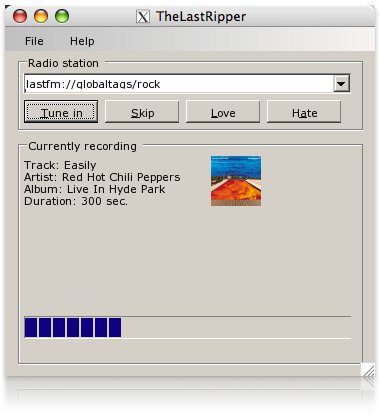 TheLastRipper
File Help
Radio station
lastfm://globaltags/rock
Tune in Skip Love Hate
Currently recording
Track: Easily
Artist: Red Hot Chili Peppers
Album: Live In Hyde Park
Duration: 300 sec.